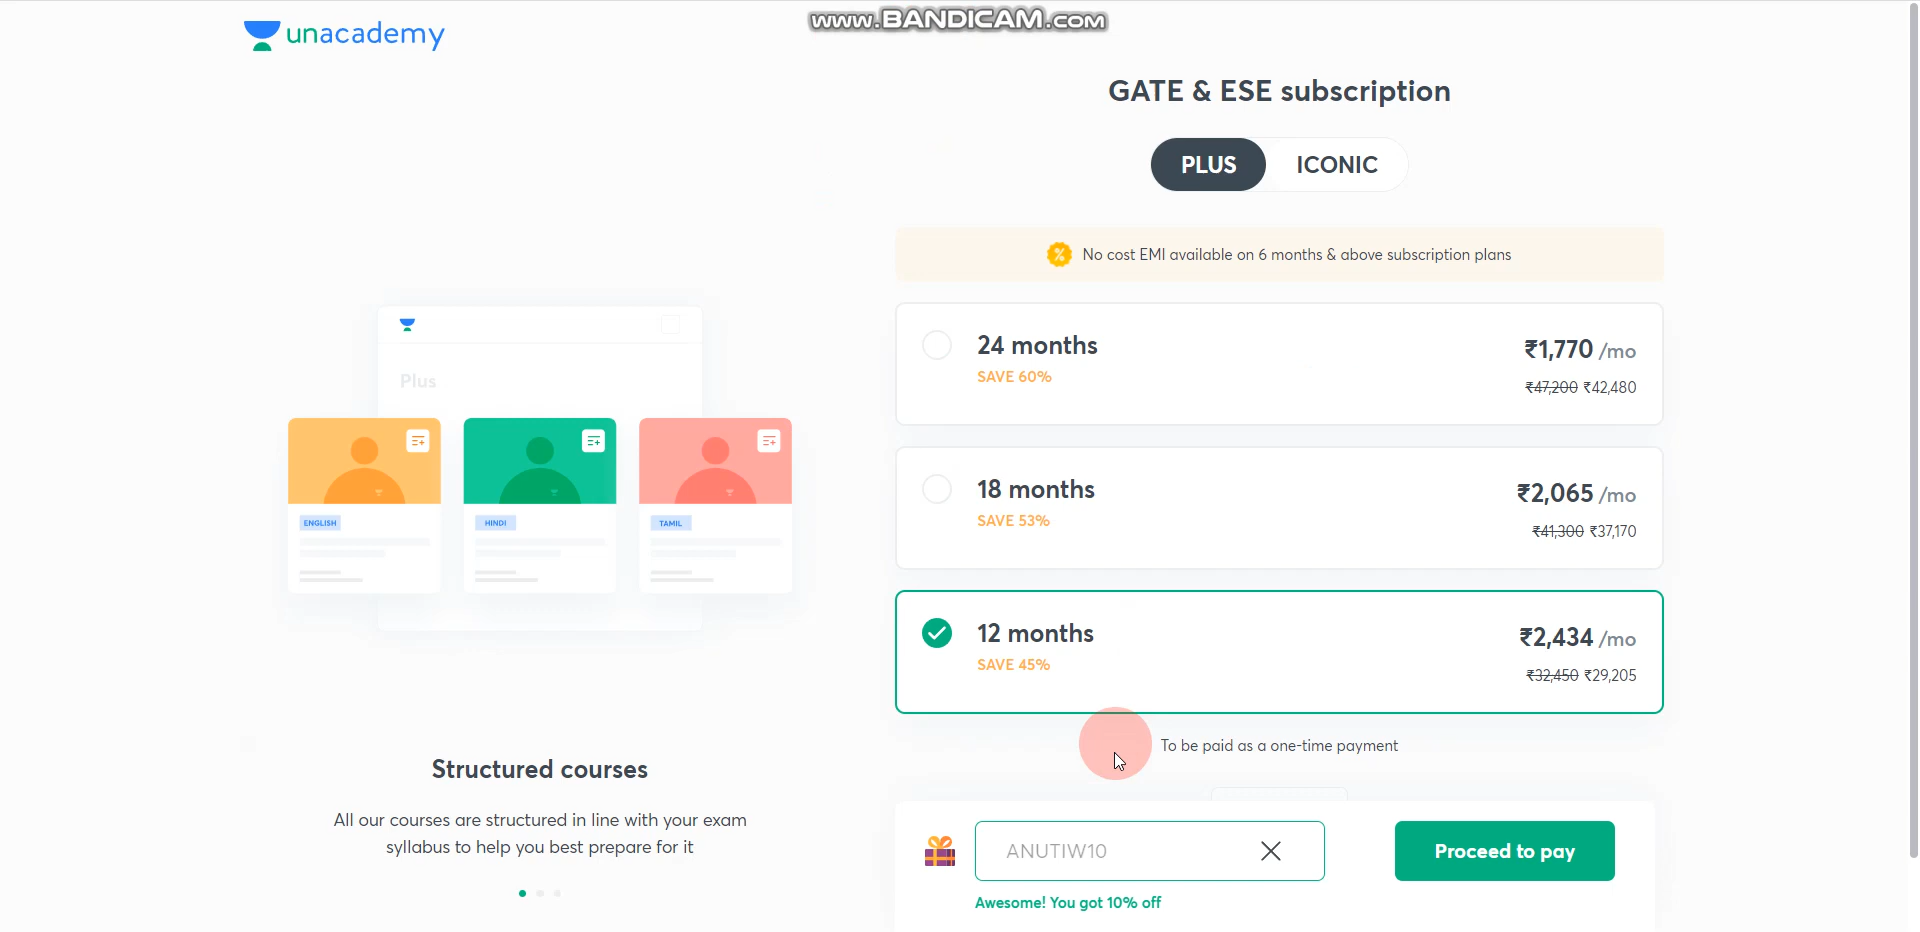 www.BANDICAM.com
unacademy
GATE & ESE subscription
PLUS
ICONIC
No cost EMI available on 6 months & above subscription plans
24 months
SAVE 60%
₹1,770 /mo
₹47,200 ₹42,480
18 months
SAVE 53%
₹2,065 /mo
₹41,300 ₹37,170
12 months
SAVE 45%
₹2,434 /mo
₹32,450 ₹29,205
To be paid as a one-time payment
ANUTIW10
Proceed to pay
Awesome! You got 10% off
Plus
ENGLISH
HINDI
TAMIL
Structured courses
All our courses are structured in line with your exam
syllabus to help you best prepare for it